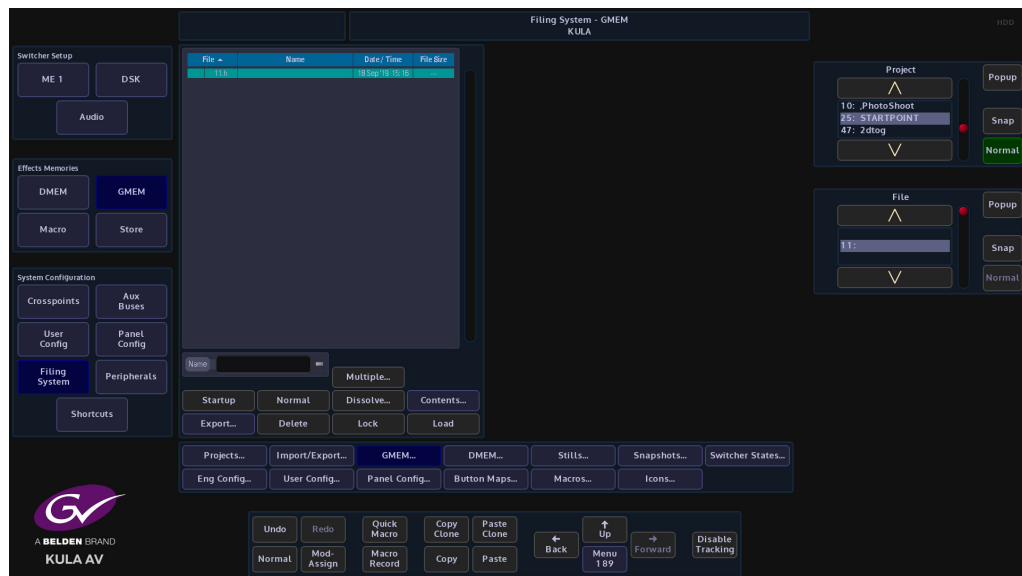 Filing System - GMEM
KULA
HDD
Switcher Setup
ME 1
DSK
Audio
Effects Memories
DMEM
GMEM
Macro
Store
System Configuration
Crosspoints
Aux
Buses
User
Config
Panel
Config
Filing
System
Peripherals
Shortcuts
File
Name
Date / Time
File Size
11.h
18 Sep'19 15:16
---
Name
Multiple...
Startup
Normal
Dissolve...
Contents...
Export...
Delete
Lock
Load
Project
10: ,PhotoShoot
25: STARTPOINT
47: 2dtog
Popup
Snap
Normal
File
11:
Popup
Snap
Normal
Projects...
Import/Export...
GMEM...
DMEM...
Stills...
Snapshots...
Switcher States...
Eng Config...
User Config...
Panel Config...
Button Maps...
Macros...
Icons...
GV
A BELDEN BRAND
KULA AV
Undo
Redo
Quick
Macro
Copy
Clone
Paste
Clone
Normal
Mod-
Assign
Macro
Record
Copy
Paste
Back
Up
Menu
189
Forward
Disable
Tracking